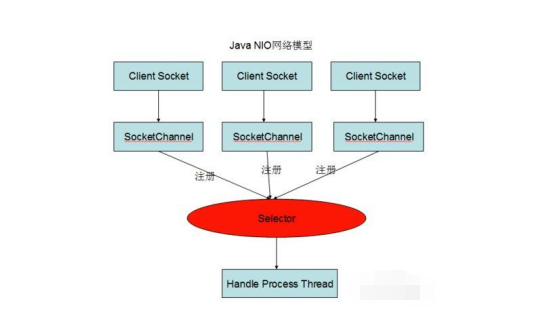 Java NIO网络模型
Client Socket
Client Socket
Client Socket
SocketChannel
SocketChannel
SocketChannel
注册
注册
注册
Selector
Handle Process Thread